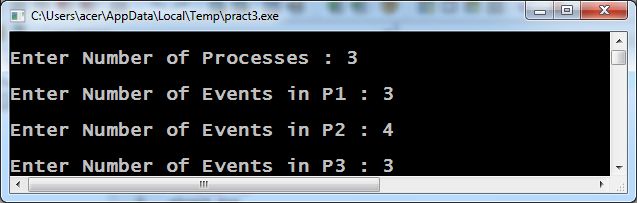 C:\Users\acer\AppData\Local\Temp\pract3.exe
Enter Number of Processes : 3
Enter Number of Events in P1 : 3
Enter Number of Events in P2 : 4
Enter Number of Events in P3 : 3